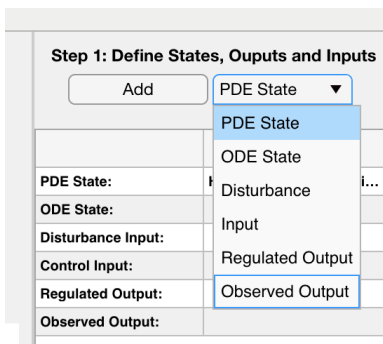 Step 1: Define States, Ouputs and Inputs
Add
PDE State ▼
PDE State
ODE State
Disturbance
Input
Regulated Output
Observed Output
PDE State:
i...
ODE State:
Disturbance Input:
Control Input:
Regulated Output:
Observed Output: